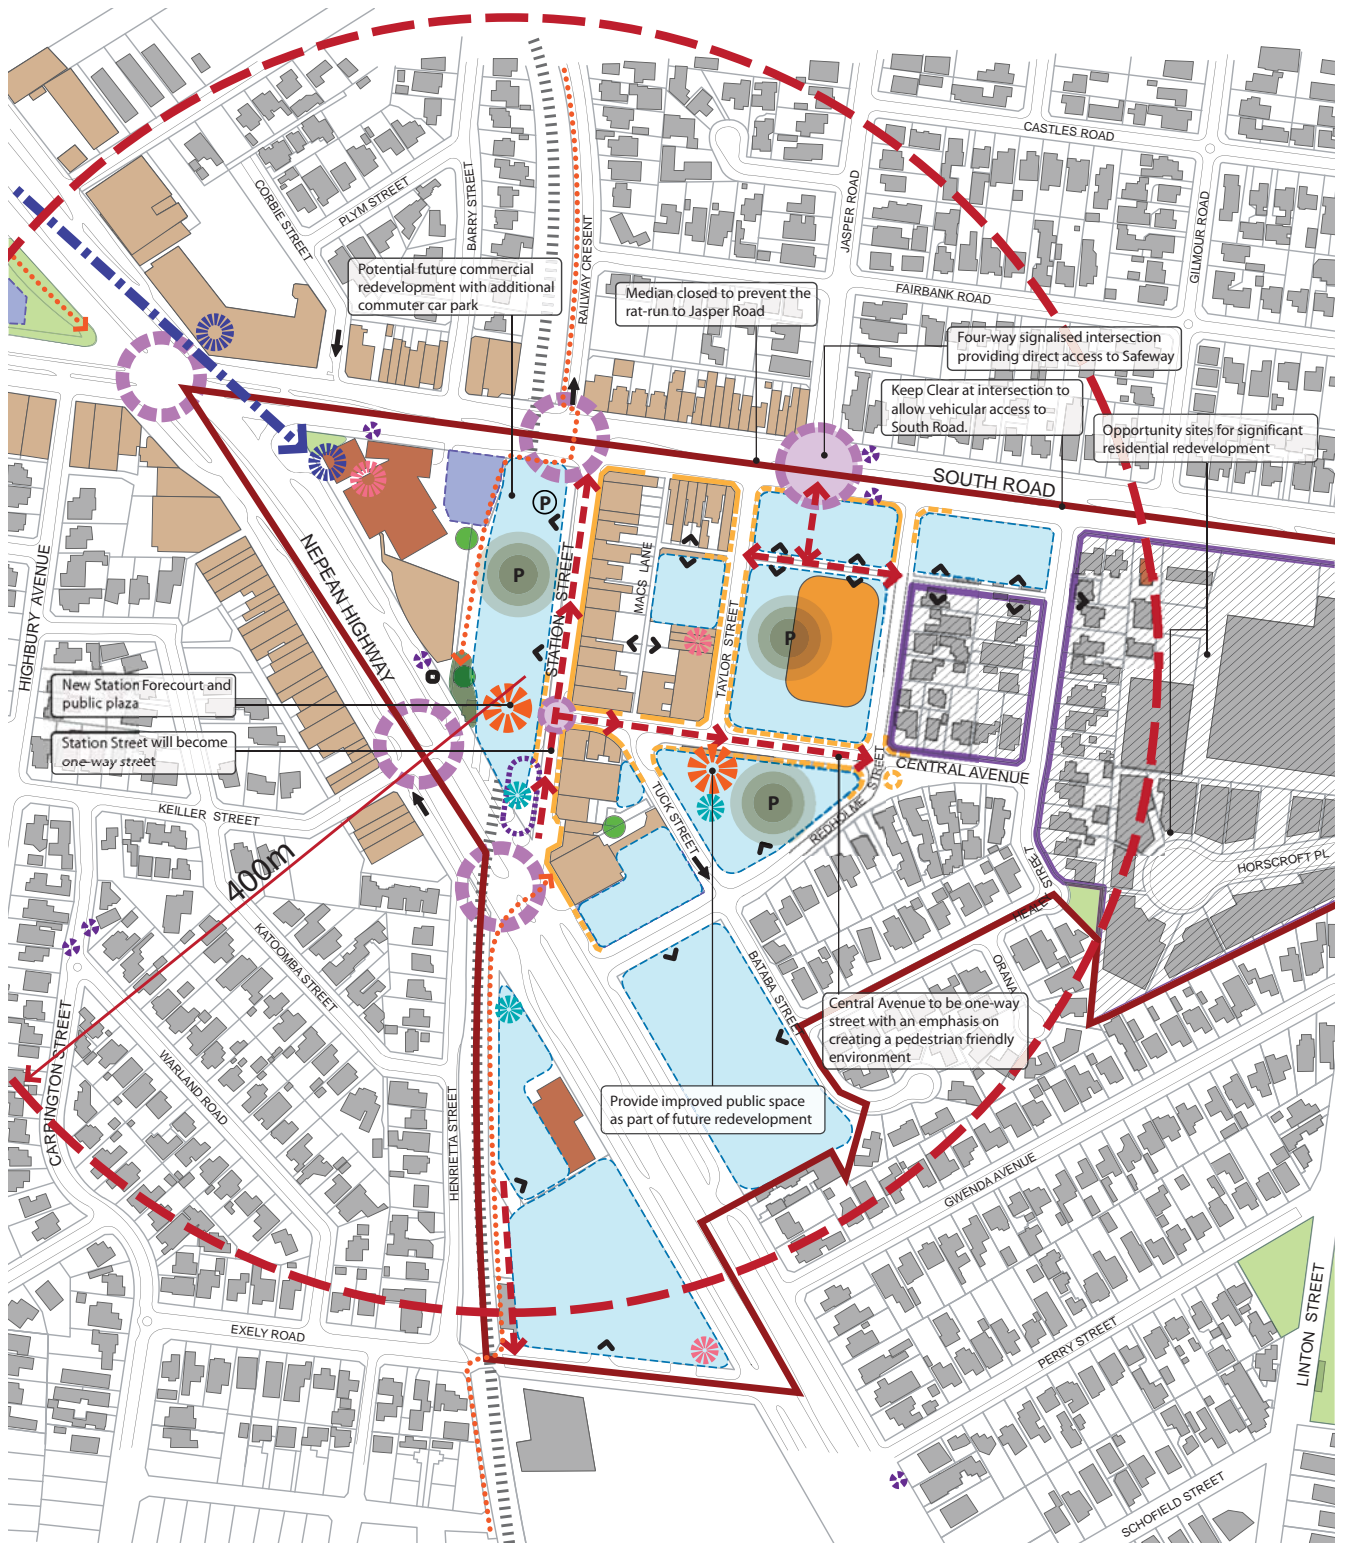 CASTLES ROAD
CORBIE STREET
PLYM STREET
BARRY STREET
RAILWAY CRESENT
JASPER ROAD
GILMOUR ROAD
FAIRBANK ROAD
Potential future commercial
redevelopment with additional
commuter car park
Median closed to prevent the
rat-run to Jasper Road
Four-way signalised intersection
providing direct access to Safeway
Keep Clear at intersection to
allow vehicular access to
South Road.
Opportunity sites for significant
residential redevelopment
SOUTH ROAD
P
P
P
P
HIGHBURY AVENUE
NEPEAN HIGHWAY
STATION STREET
MACS LANE
TAYLOR STREET
New Station Forecourt and
public plaza
Station Street will become
one-way street
CENTRAL AVENUE
TUCK STREET
REDHOLME STREET
KEILLER STREET
400m
HORSCROFT PL
HEALEY STREET
KATOOMBA STREET
BATABA STREET
ORANA
Central Avenue to be one-way
street with an emphasis on
creating a pedestrian friendly
environment
CARRINGTON STREET
WARLAND ROAD
HENRIETTA STREET
Provide improved public space
as part of future redevelopment
GWENDA AVENUE
EXELY ROAD
PERRY STREET
LINTON STREET
SCHOFIELD STREET